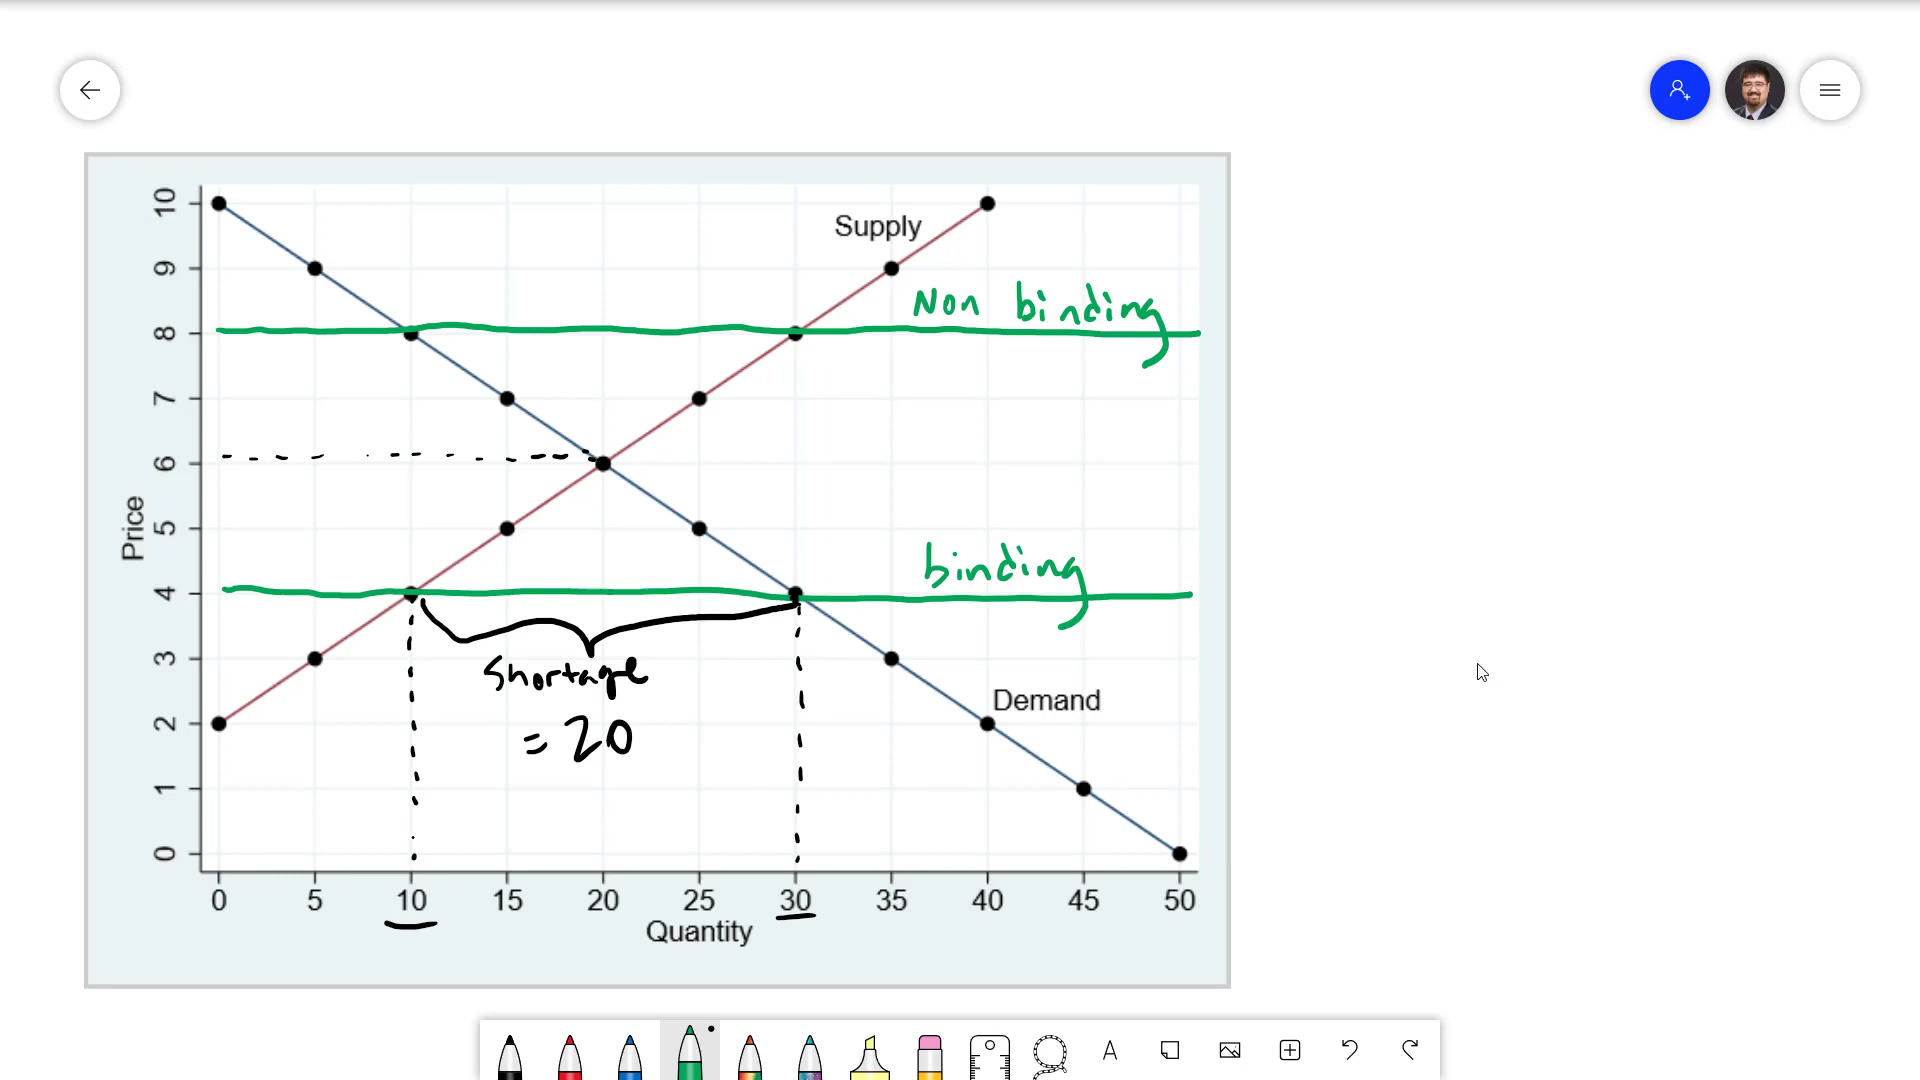 10
Supply
9
Non binding
8
7
6
Price
5
binding
4
3
Shortage
Demand
2
= 20
1
0
0 5 10 15 20 25 30 35 40 45 50
Quantity
A